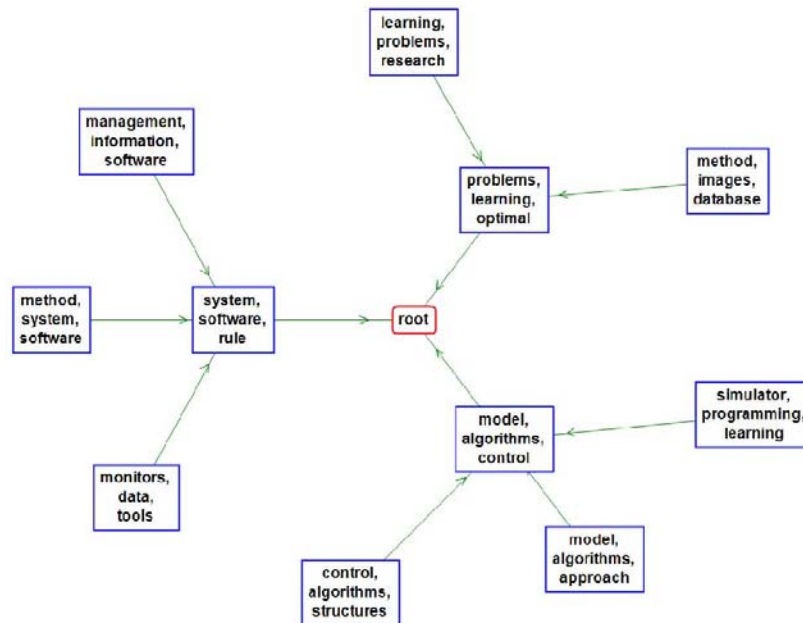 learning,
problems,
research
management,
information,
software
problems,
learning,
optimal
method,
images,
database
method,
system,
software
system,
software,
rule
root
simulator,
programming,
learning
model,
algorithms,
control
monitors,
data,
tools
model,
algorithms,
approach
control,
algorithms,
structures